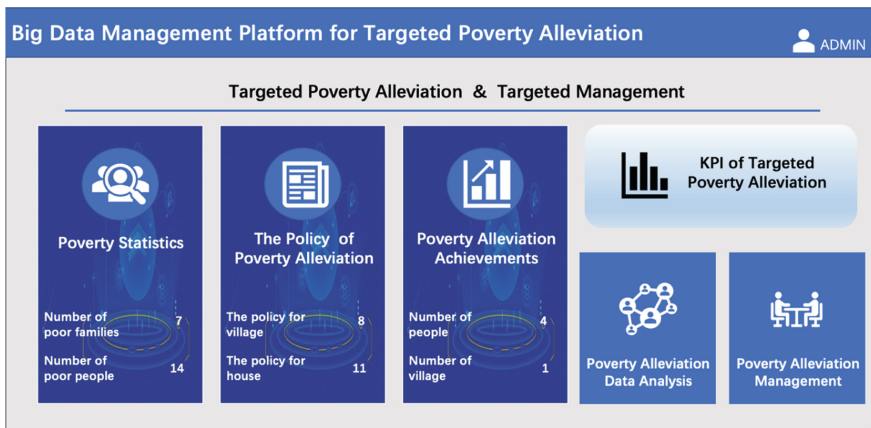 Big Data Management Platform for Targeted Poverty Alleviation
ADMIN
Targeted Poverty Alleviation & Targeted Management
Poverty Statistics
Number of
poor families
7
Number of
poor people
14
The Policy of
Poverty Alleviation
The policy for
village
8
The policy for
house
11
Poverty Alleviation
Achievements
Number of
people
4
Number of
village
1
KPI of Targeted
Poverty Alleviation
Poverty Alleviation
Data Analysis
Poverty Alleviation
Management